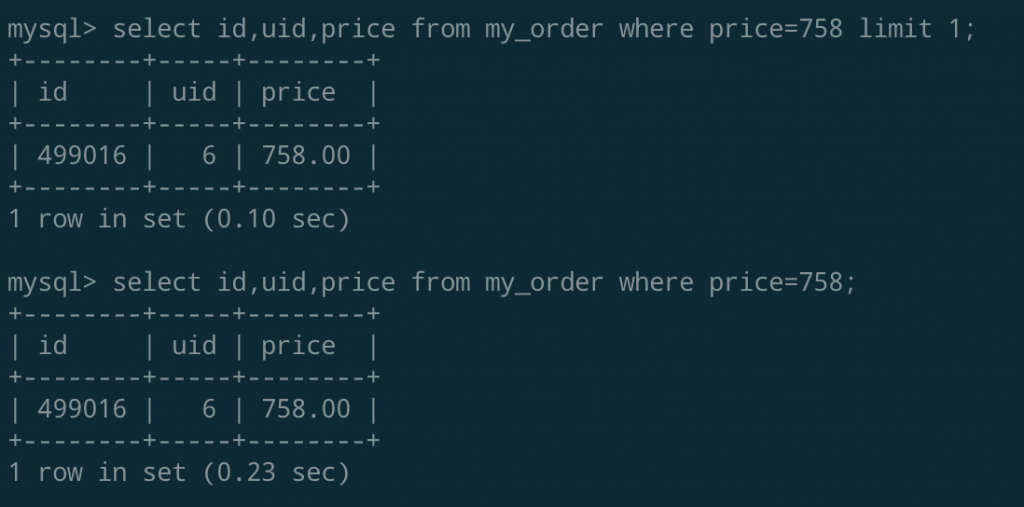 mysql> select id,uid,price from my_order where price=758 limit 1;
+--------+-----+--------+
| id     | uid | price  |
+--------+-----+--------+
| 499016 |   6 | 758.00 |
+--------+-----+--------+
1 row in set (0.10 sec)

mysql> select id,uid,price from my_order where price=758;
+--------+-----+--------+
| id     | uid | price  |
+--------+-----+--------+
| 499016 |   6 | 758.00 |
+--------+-----+--------+
1 row in set (0.23 sec)